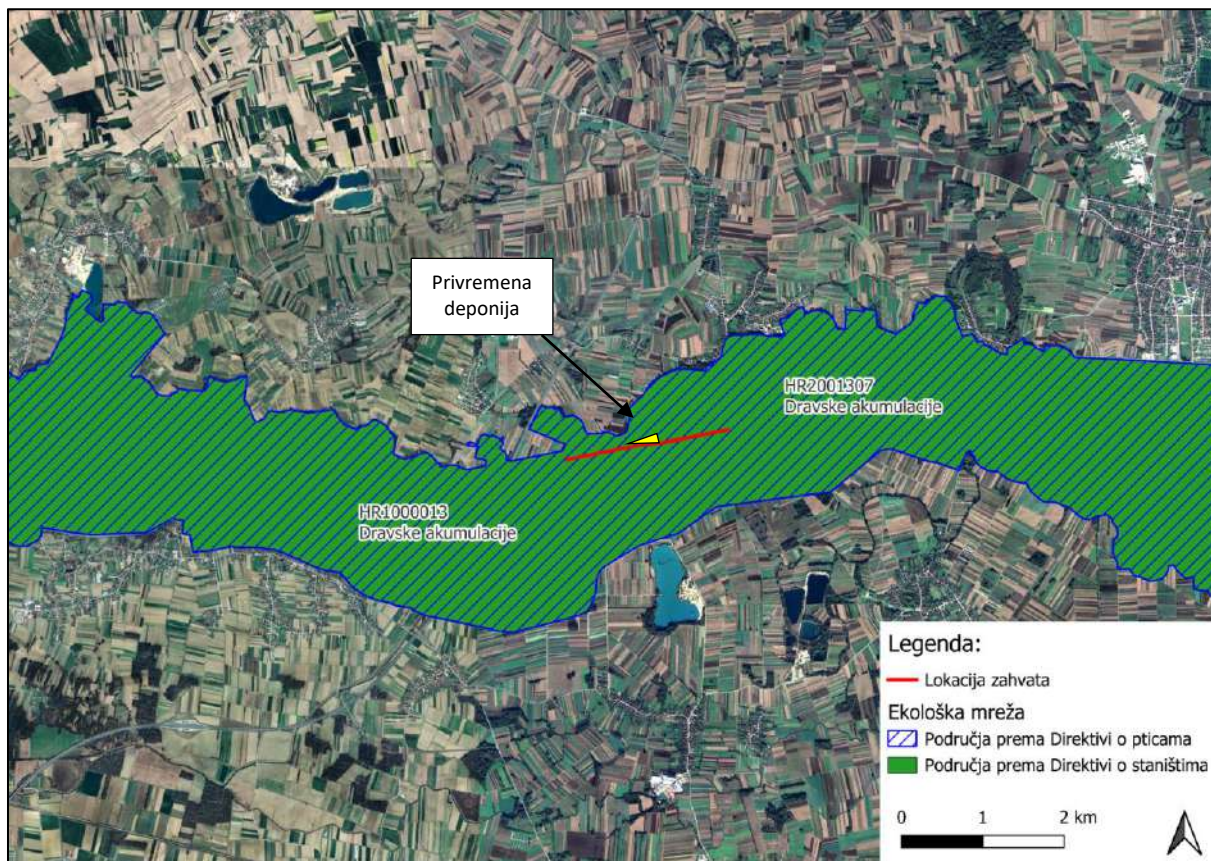 Privremena
deponija
HR2001307
Dravske akumulacije
HR1000013
Dravske akumulacije
Legenda:
Lokacija zahvata
Ekološka mreža
Područja prema Direktivi o pticama
Područja prema Direktivi o staništima
0 1 2 km